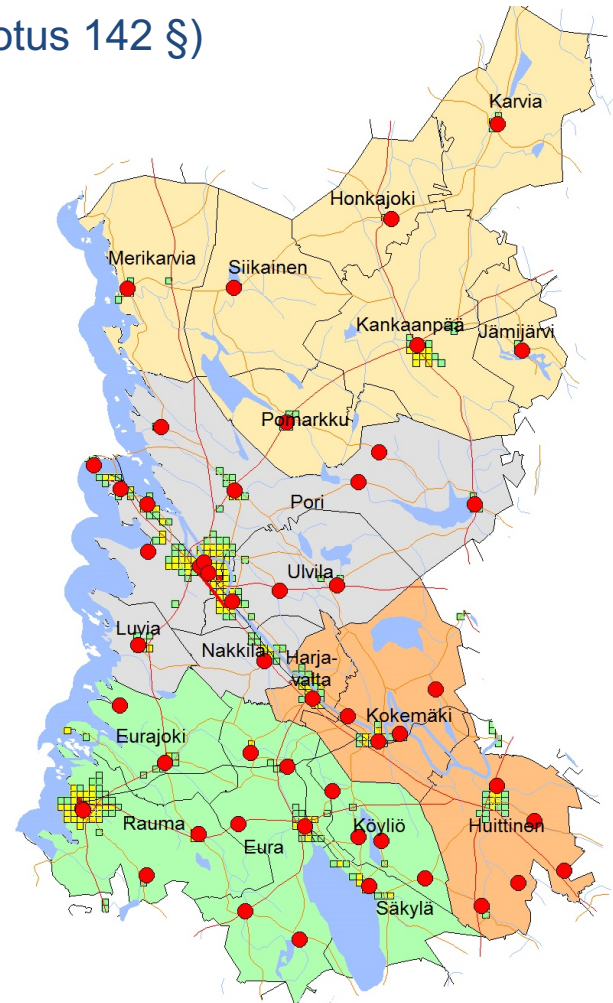 otus 142 §)
Karvia
Honkajoki
Merikarvia
Siikainen
Kankaanpää
Jämijärvi
Pomarkku
Pori
Ulvila
Luvia
Nakkila
Harja-
valta
Kokemäki
Eurajoki
Rauma
Eura
Köyliö
Huittinen
Säkylä